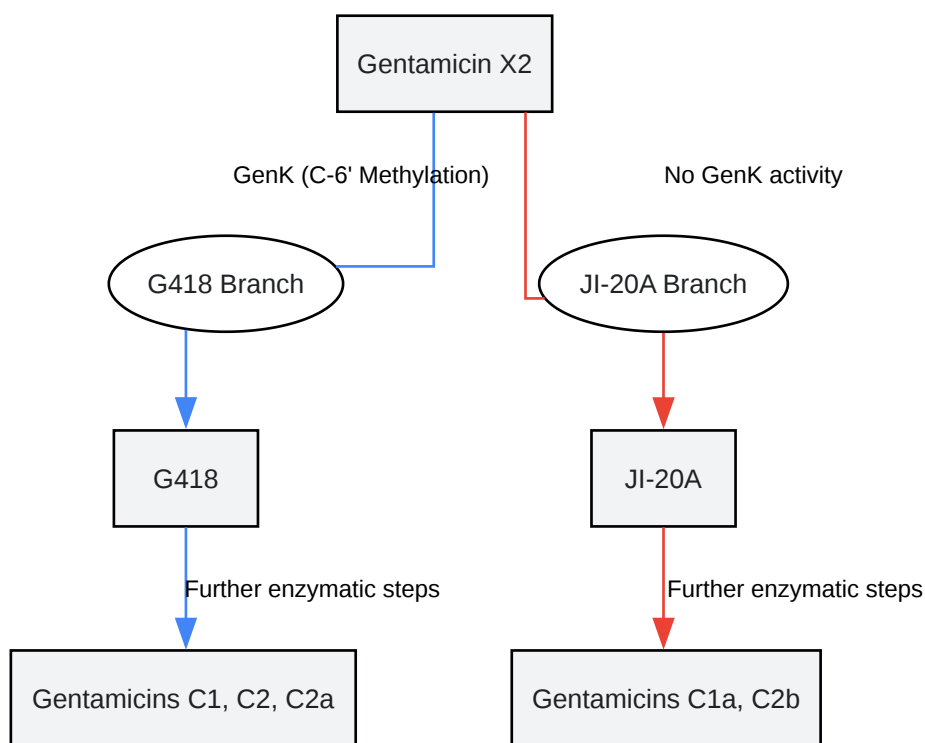 Gentamicin X2
GenK (C-6' Methylation)
No GenK activity
G418 Branch
JI-20A Branch
G418
JI-20A
Further enzymatic steps
Further enzymatic steps
Gentamicins C1, C2, C2a
Gentamicins C1a, C2b